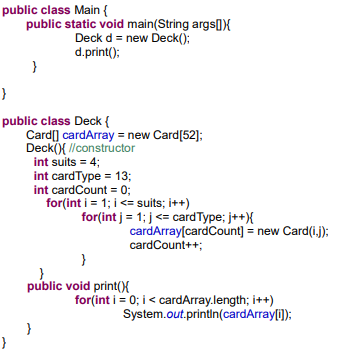 public class Main {
public static void main(String args[]){
Deck d = new Deck();
d.print();
}
}
public class Deck {
Card[] cardArray = new Card[52];
Deck(){ //constructor
int suits = 4;
int cardType = 13;
int cardCount = 0;
for(int i = 1; i <= suits; i++)
for(int j = 1; j <= cardType; j++){
cardArray[cardCount] = new Card(i,j);
cardCount++;
}
}
public void print(){
for(int i = 0; i < cardArray.length; i++)
System.out.println(cardArray[i]);
}
}